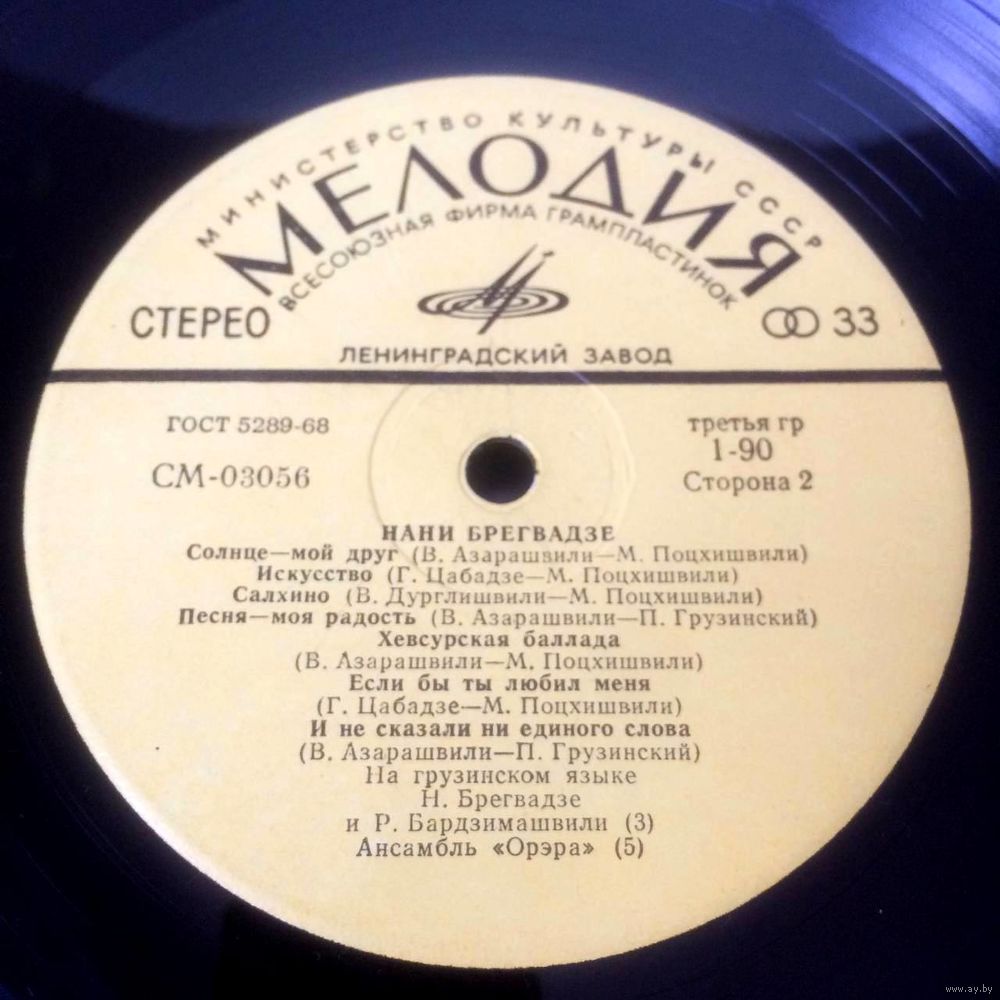 МИНИСТЕРСТВО КУЛЬТУРЫ СССР
МЕЛОДИЯ
ВСЕСОЮЗНАЯ ФИРМА ГРАМПЛАСТИНОК
СТЕРЕО
33
ЛЕНИНГРАДСКИЙ ЗАВОД
ГОСТ 5289-68
третья гр
СМ-03056
1-90
Сторона 2
НАНИ БРЕГВАДЗЕ
Солнце—мой друг (В. Азарашвили—М. Поцхишвили)
Искусство (Г. Цабадзе—М. Поцхишвили)
Салхино (В. Дурглишвили—М. Поцхишвили)
Песня—моя радость (В. Азарашвили—П. Грузинский)
Хевсурская баллада
(В. Азарашвили—М. Поцхишвили)
Если бы ты любил меня
(Г. Цабадзе—М. Поцхишвили)
И не сказали ни единого слова
(В. Азарашвили—П. Грузинский)
На грузинском языке
Н. Брегвадзе
и Р. Бардзимашвили (3)
Ансамбль «Орэра» (5)
www.ay.by